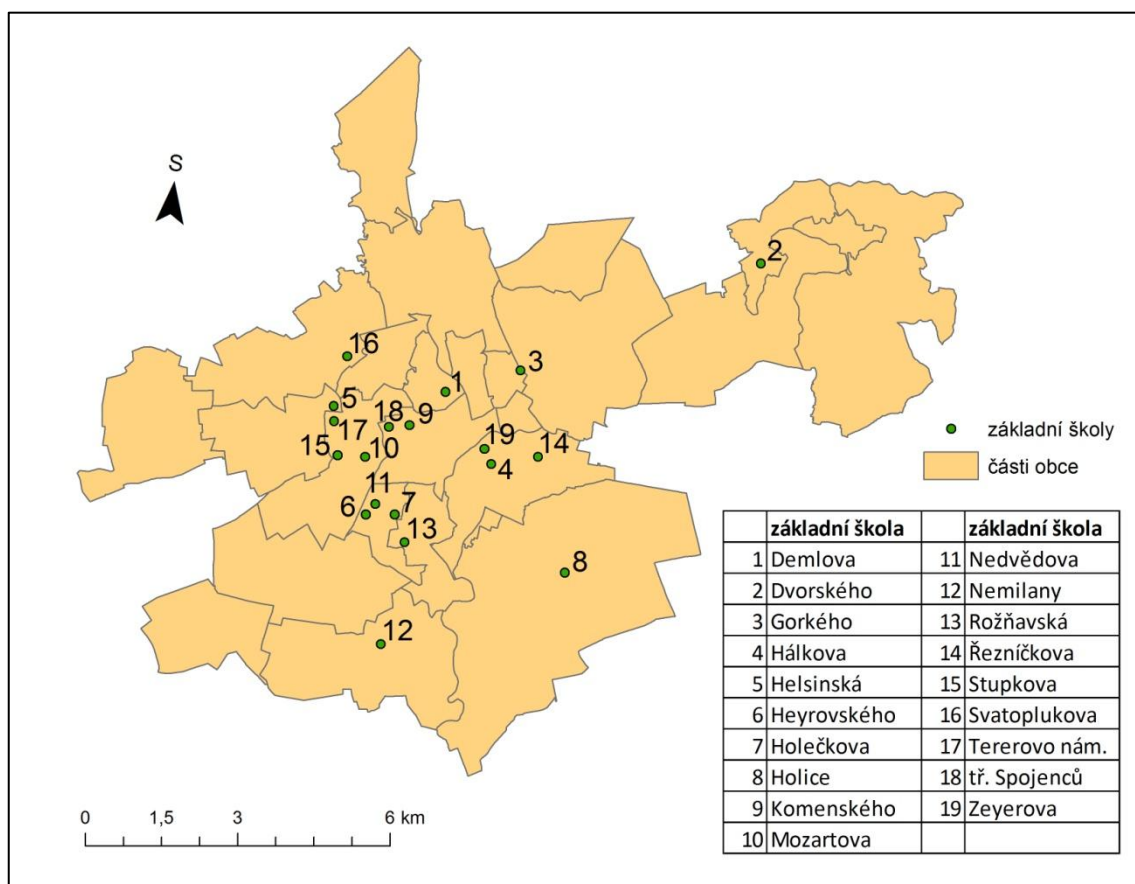 S
2
16
3
1
5
18 9
17
19
14
15 10
4
11
6 7
13
8
12
základní školy
části obce
základní škola základní škola
1 Demlova 11 Nedvědova
2 Dvorského 12 Nemilany
3 Gorkého 13 Rožňavská
4 Hálkova 14 Řezníčkova
5 Helsinská 15 Stupkova
6 Heyrovského 16 Svatoplukova
7 Holečkova 17 Tererovo nám.
8 Holice 18 tř. Spojenců
9 Komenského 19 Zeyerova
10 Mozartova
0 1,5 3 6 km